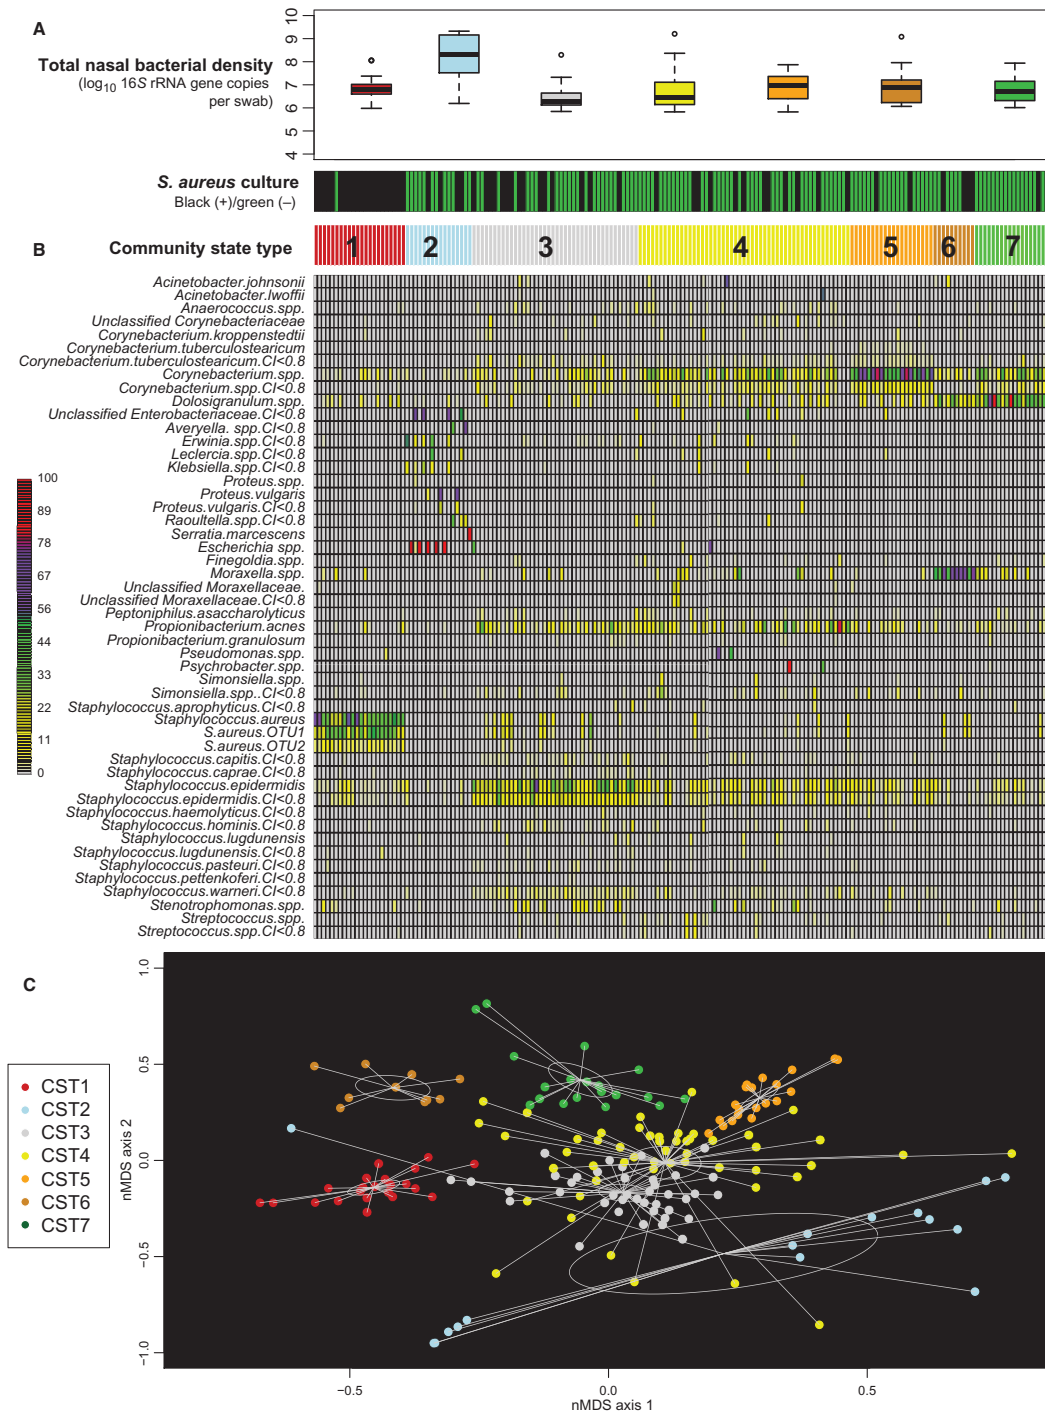 A
Total nasal bacterial density
(log10 16S rRNA gene copies
per swab)
10
9
8
7
6
5
4
S. aureus culture
Black (+)/green (–)
B
Community state type
1 2 3 4 5 6 7
Acinetobacter.johnsonii
Acinetobacter.lwoffii
Anaerococcus.spp.
Unclassified Corynebacteriaceae
Corynebacterium.kroppenstedtii
Corynebacterium.tuberculostearicum
Corynebacterium.tuberculostearicum.CI<0.8
Corynebacterium.spp.
Corynebacterium.spp.CI<0.8
Dolosigranulum.spp.
Unclassified Enterobacteriaceae.CI<0.8
Averyella. spp.CI<0.8
Erwinia.spp.CI<0.8
Leclercia.spp.CI<0.8
Klebsiella.spp.CI<0.8
Proteus.spp.
Proteus.vulgaris
Proteus.vulgaris.CI<0.8
Raoultella.spp.CI<0.8
Serratia.marcescens
Escherichia spp.
Finegoldia.spp.
Moraxella.spp.
Unclassified Moraxellaceae.
Unclassified Moraxellaceae.CI<0.8
Peptoniphilus.asaccharolyticus
Propionibacterium.acnes
Propionibacterium.granulosum
Pseudomonas.spp.
Psychrobacter.spp.
Simonsiella.spp.
Simonsiella.spp..CI<0.8
Staphylococcus.aprophyticus.CI<0.8
Staphylococcus.aureus
S.aureus.OTU1
S.aureus.OTU2
Staphylococcus.capitis.CI<0.8
Staphylococcus.caprae.CI<0.8
Staphylococcus.epidermidis
Staphylococcus.epidermidis.CI<0.8
Staphylococcus.haemolyticus.CI<0.8
Staphylococcus.hominis.CI<0.8
Staphylococcus.lugdunensis
Staphylococcus.lugdunensis.CI<0.8
Staphylococcus.pasteuri.CI<0.8
Staphylococcus.pettenkoferi.CI<0.8
Staphylococcus.warneri.CI<0.8
Stenotrophomonas.spp.
Streptococcus.spp.
Streptococcus.spp.CI<0.8
100
89
78
67
56
44
33
22
11
0
C
CST1
CST2
CST3
CST4
CST5
CST6
CST7
nMDS axis 2
1.0
0.5
0.0
−0.5
−1.0
−0.5 0.0 0.5
nMDS axis 1